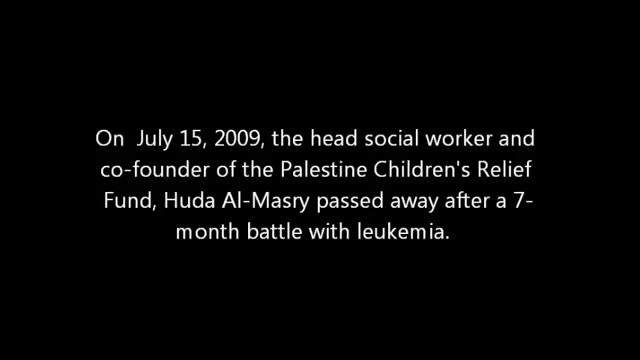 On  July 15, 2009, the head social worker and
co-founder of the Palestine Children's Relief
Fund, Huda Al-Masry passed away after a 7-
month battle with leukemia.